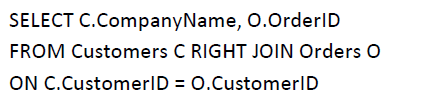 SELECT C.CompanyName, O.OrderID
FROM Customers C RIGHT JOIN Orders O
ON C.CustomerID = O.CustomerID